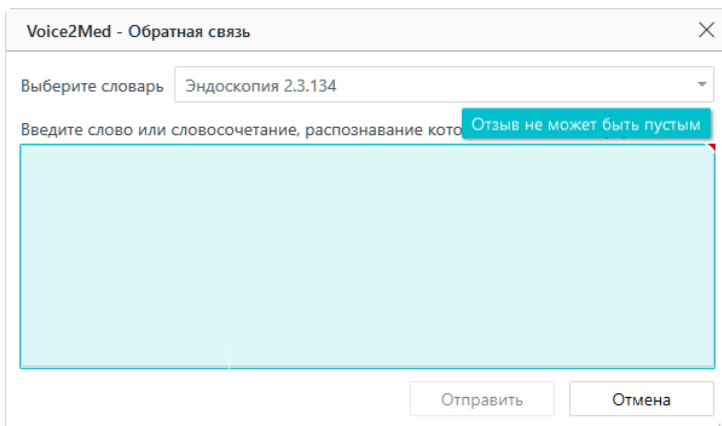 Voice2Med - Обратная связь
Выберите словарь
Эндоскопия 2.3.134
Отзыв не может быть пустым
Введите слово или словосочетание, распознавание
Отправить
Отмена